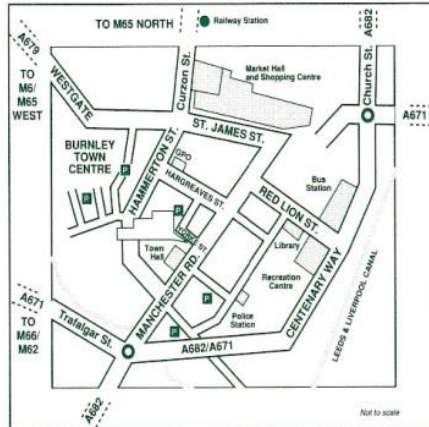 TO M65 NORTH
Railway Station
A682
A679
TO
M6/
M65
WEST
WESTGATE
Curzon St.
Market Hall
and Shopping Centre
Church St.
A671
ST. JAMES ST.
BURNLEY
TOWN
CENTRE
P
HAMMERTON ST.
GPO
HARGREAVES ST.
RED LION ST.
Bus
Station
P
P
YORKE ST.
Town
Hall
MANCHESTER RD.
Library
Recreation
Centre
CENTENARY WAY
LEEDS & LIVERPOOL CANAL
P
Police
Station
A671
TO
M66/
M62
Trafalgar St.
P
P
A682/A671
A682
Not to scale